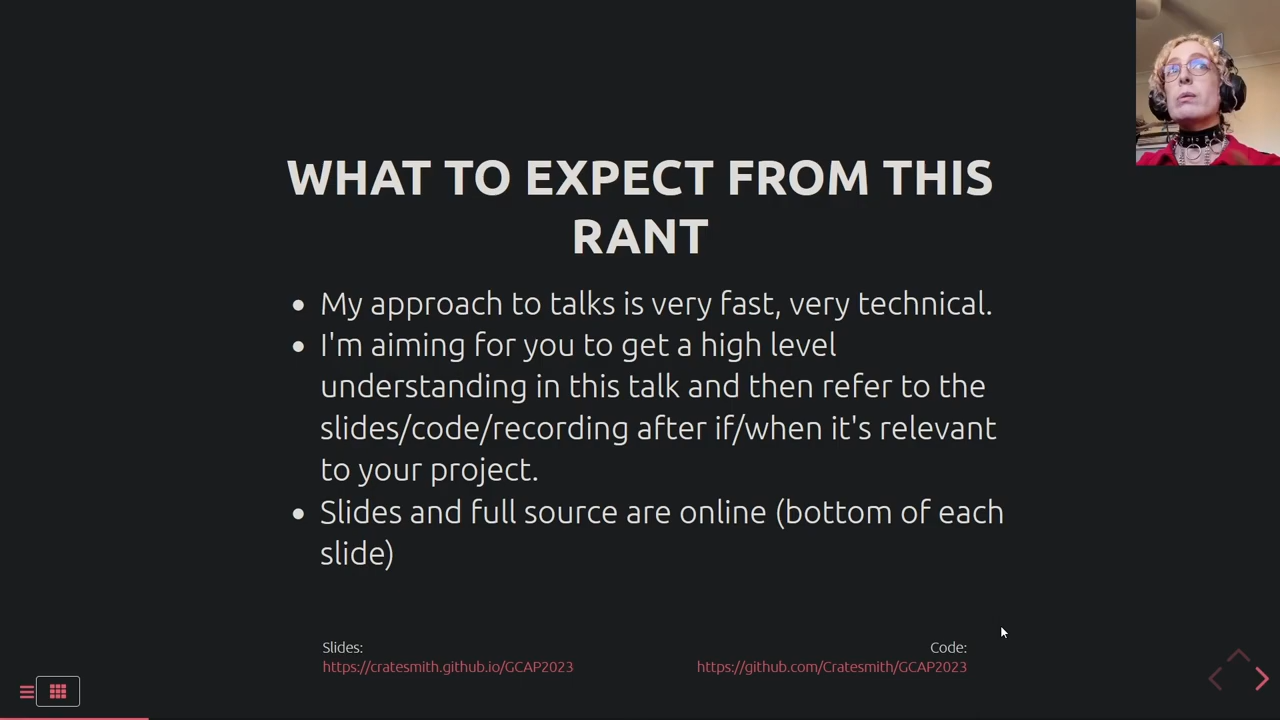 WHAT TO EXPECT FROM THIS
RANT
• My approach to talks is very fast, very technical.
• I'm aiming for you to get a high level
understanding in this talk and then refer to the
slides/code/recording after if/when it's relevant
to your project.
• Slides and full source are online (bottom of each
slide)
Slides:
https://cratesmith.github.io/GCAP2023
Code:
https://github.com/Cratesmith/GCAP2023